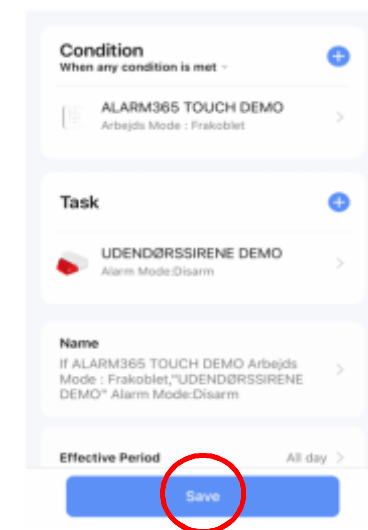 Condition
When any condition is met
ALARM365 TOUCH DEMO
Arbejds Mode : Frakoblet
Task
UDENDØRSSIRENE DEMO
Alarm Mode:Disarm
Name
If ALARM365 TOUCH DEMO Arbejds
Mode : Frakoblet,"UDENDØRSSIRENE
DEMO" Alarm Mode:Disarm
Effective Period All day
Save